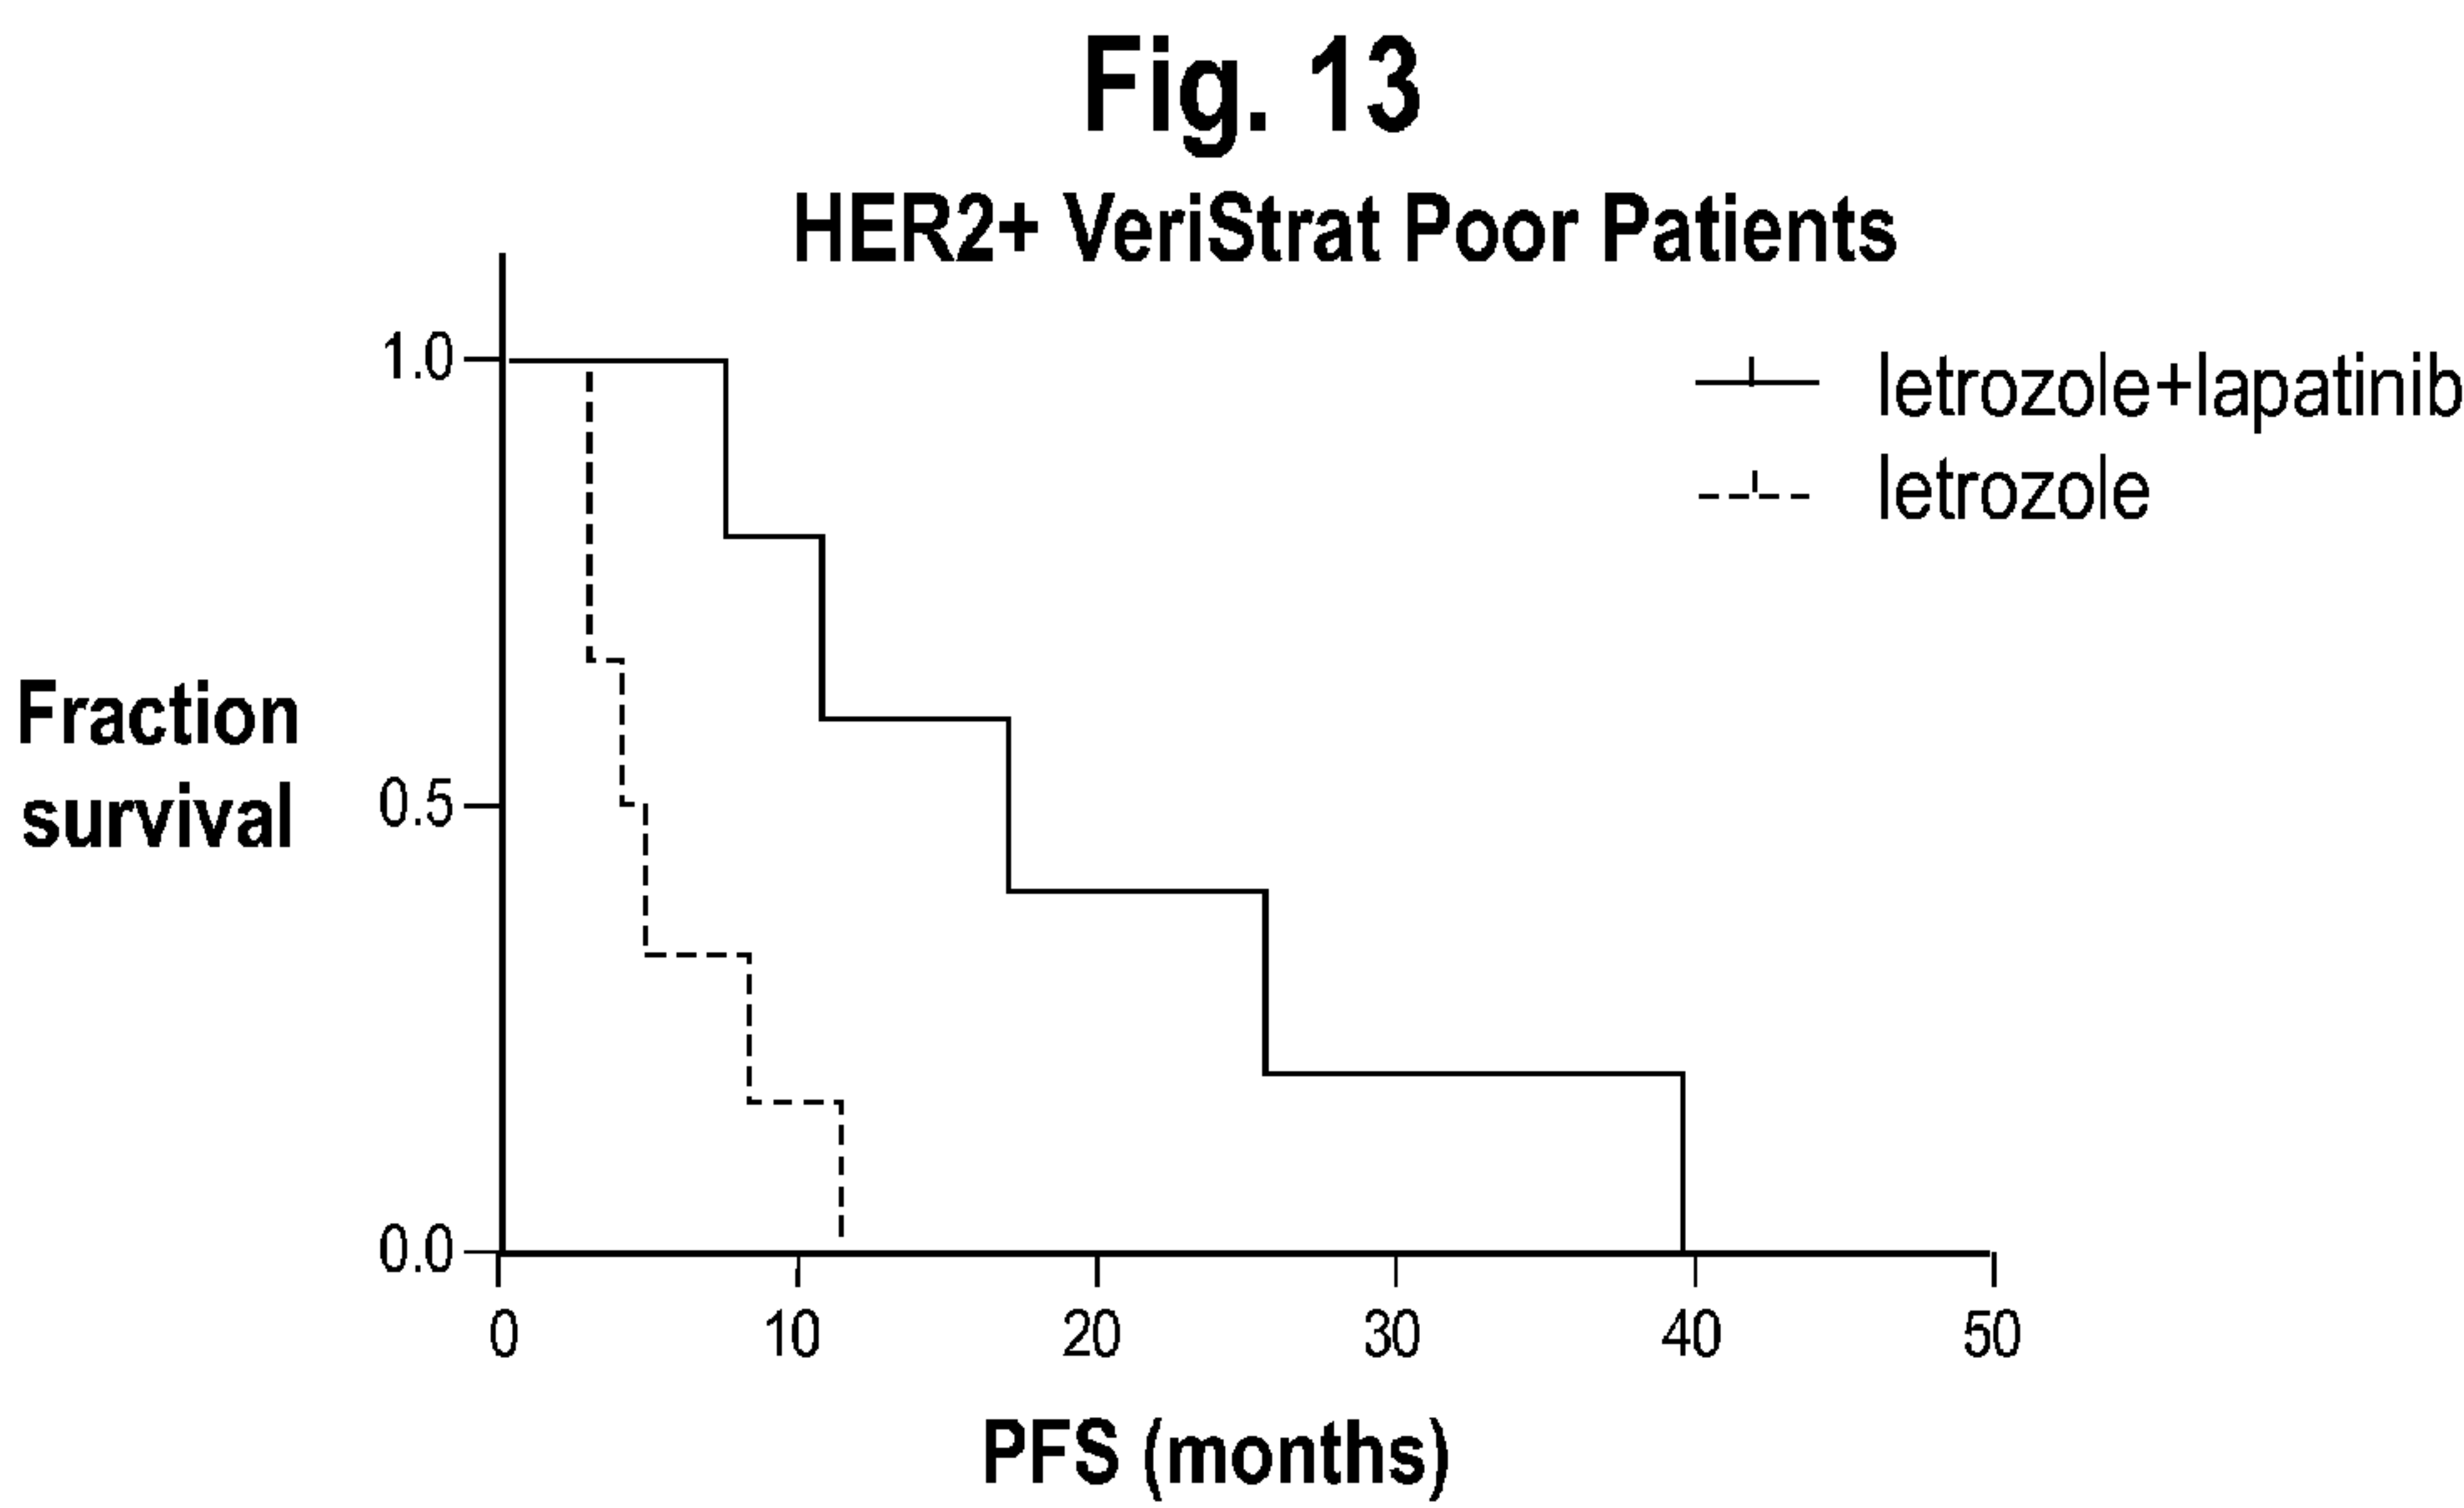 Fig. 13
HER2+ VeriStrat Poor Patients
letrozole+lapatinib
letrozole
Fraction
survival
1.0
0.5
0.0
0 10 20 30 40 50
PFS (months)